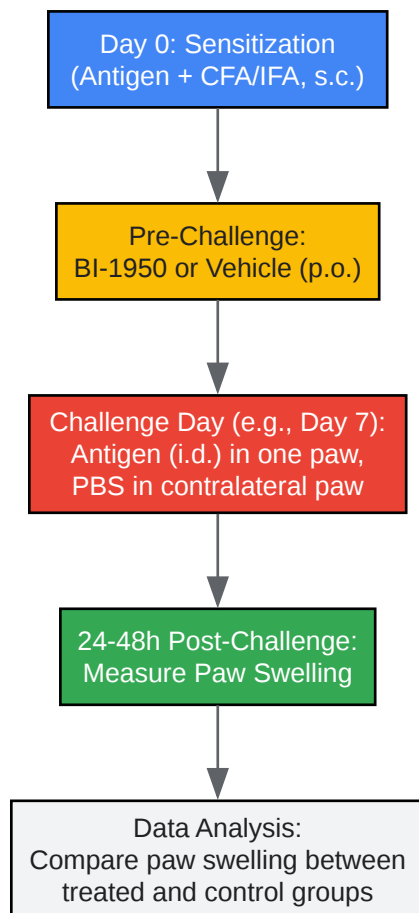 Day 0: Sensitization
(Antigen + CFA/IFA, s.c.)
Pre-Challenge:
BI-1950 or Vehicle (p.o.)
Challenge Day (e.g., Day 7):
Antigen (i.d.) in one paw,
PBS in contralateral paw
24-48h Post-Challenge:
Measure Paw Swelling
Data Analysis:
Compare paw swelling between
treated and control groups